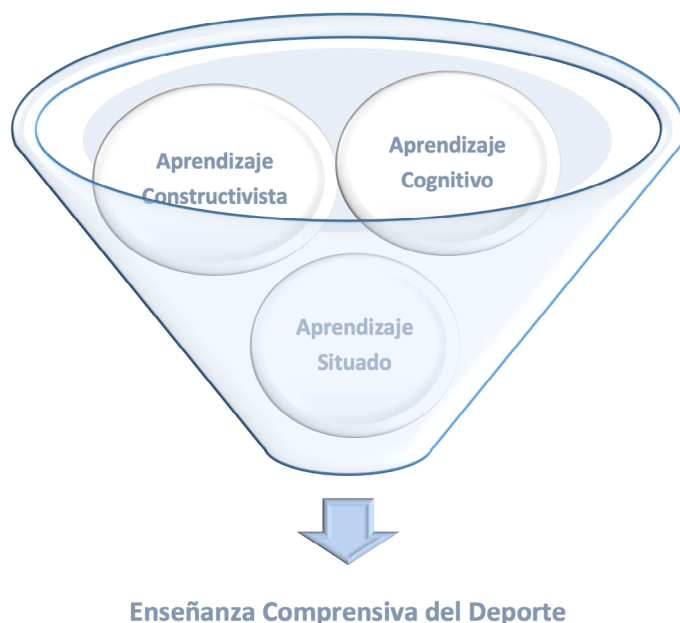 Aprendizaje
Constructivista
Aprendizaje
Cognitivo
Aprendizaje
Situado
Enseñanza Comprensiva del Deporte